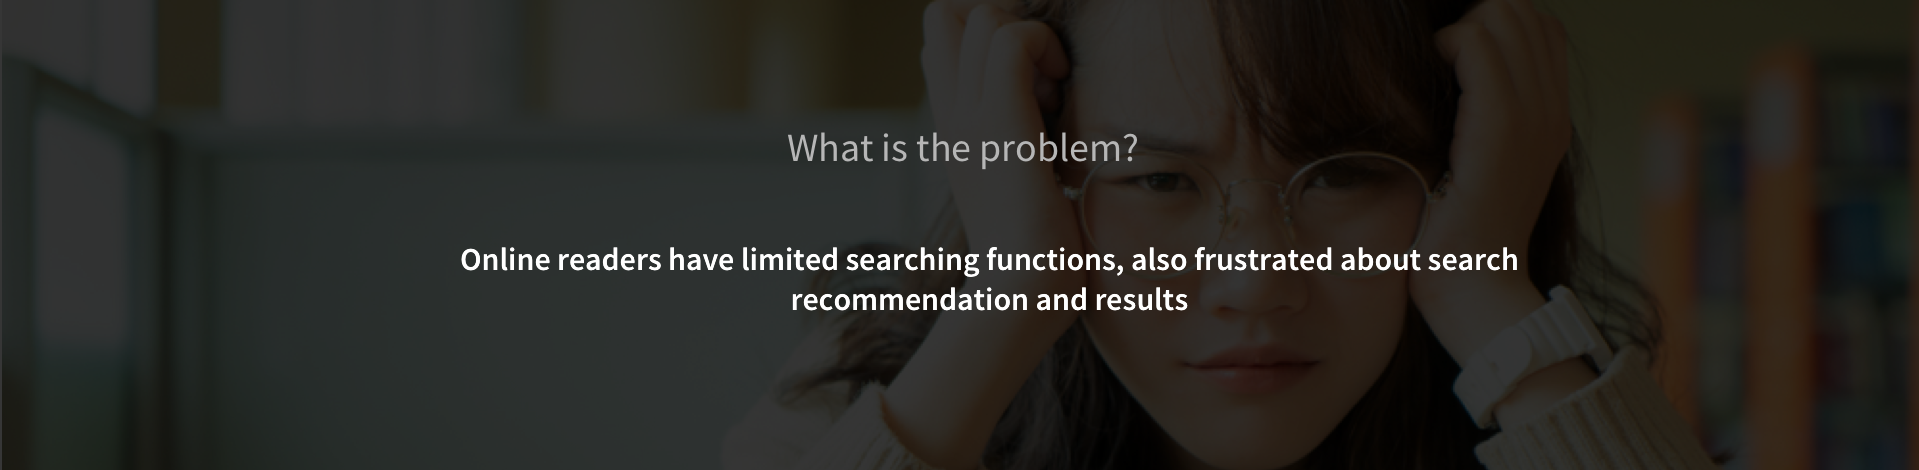 What is the problem?
Online readers have limited searching functions, also frustrated about search
recommendation and results